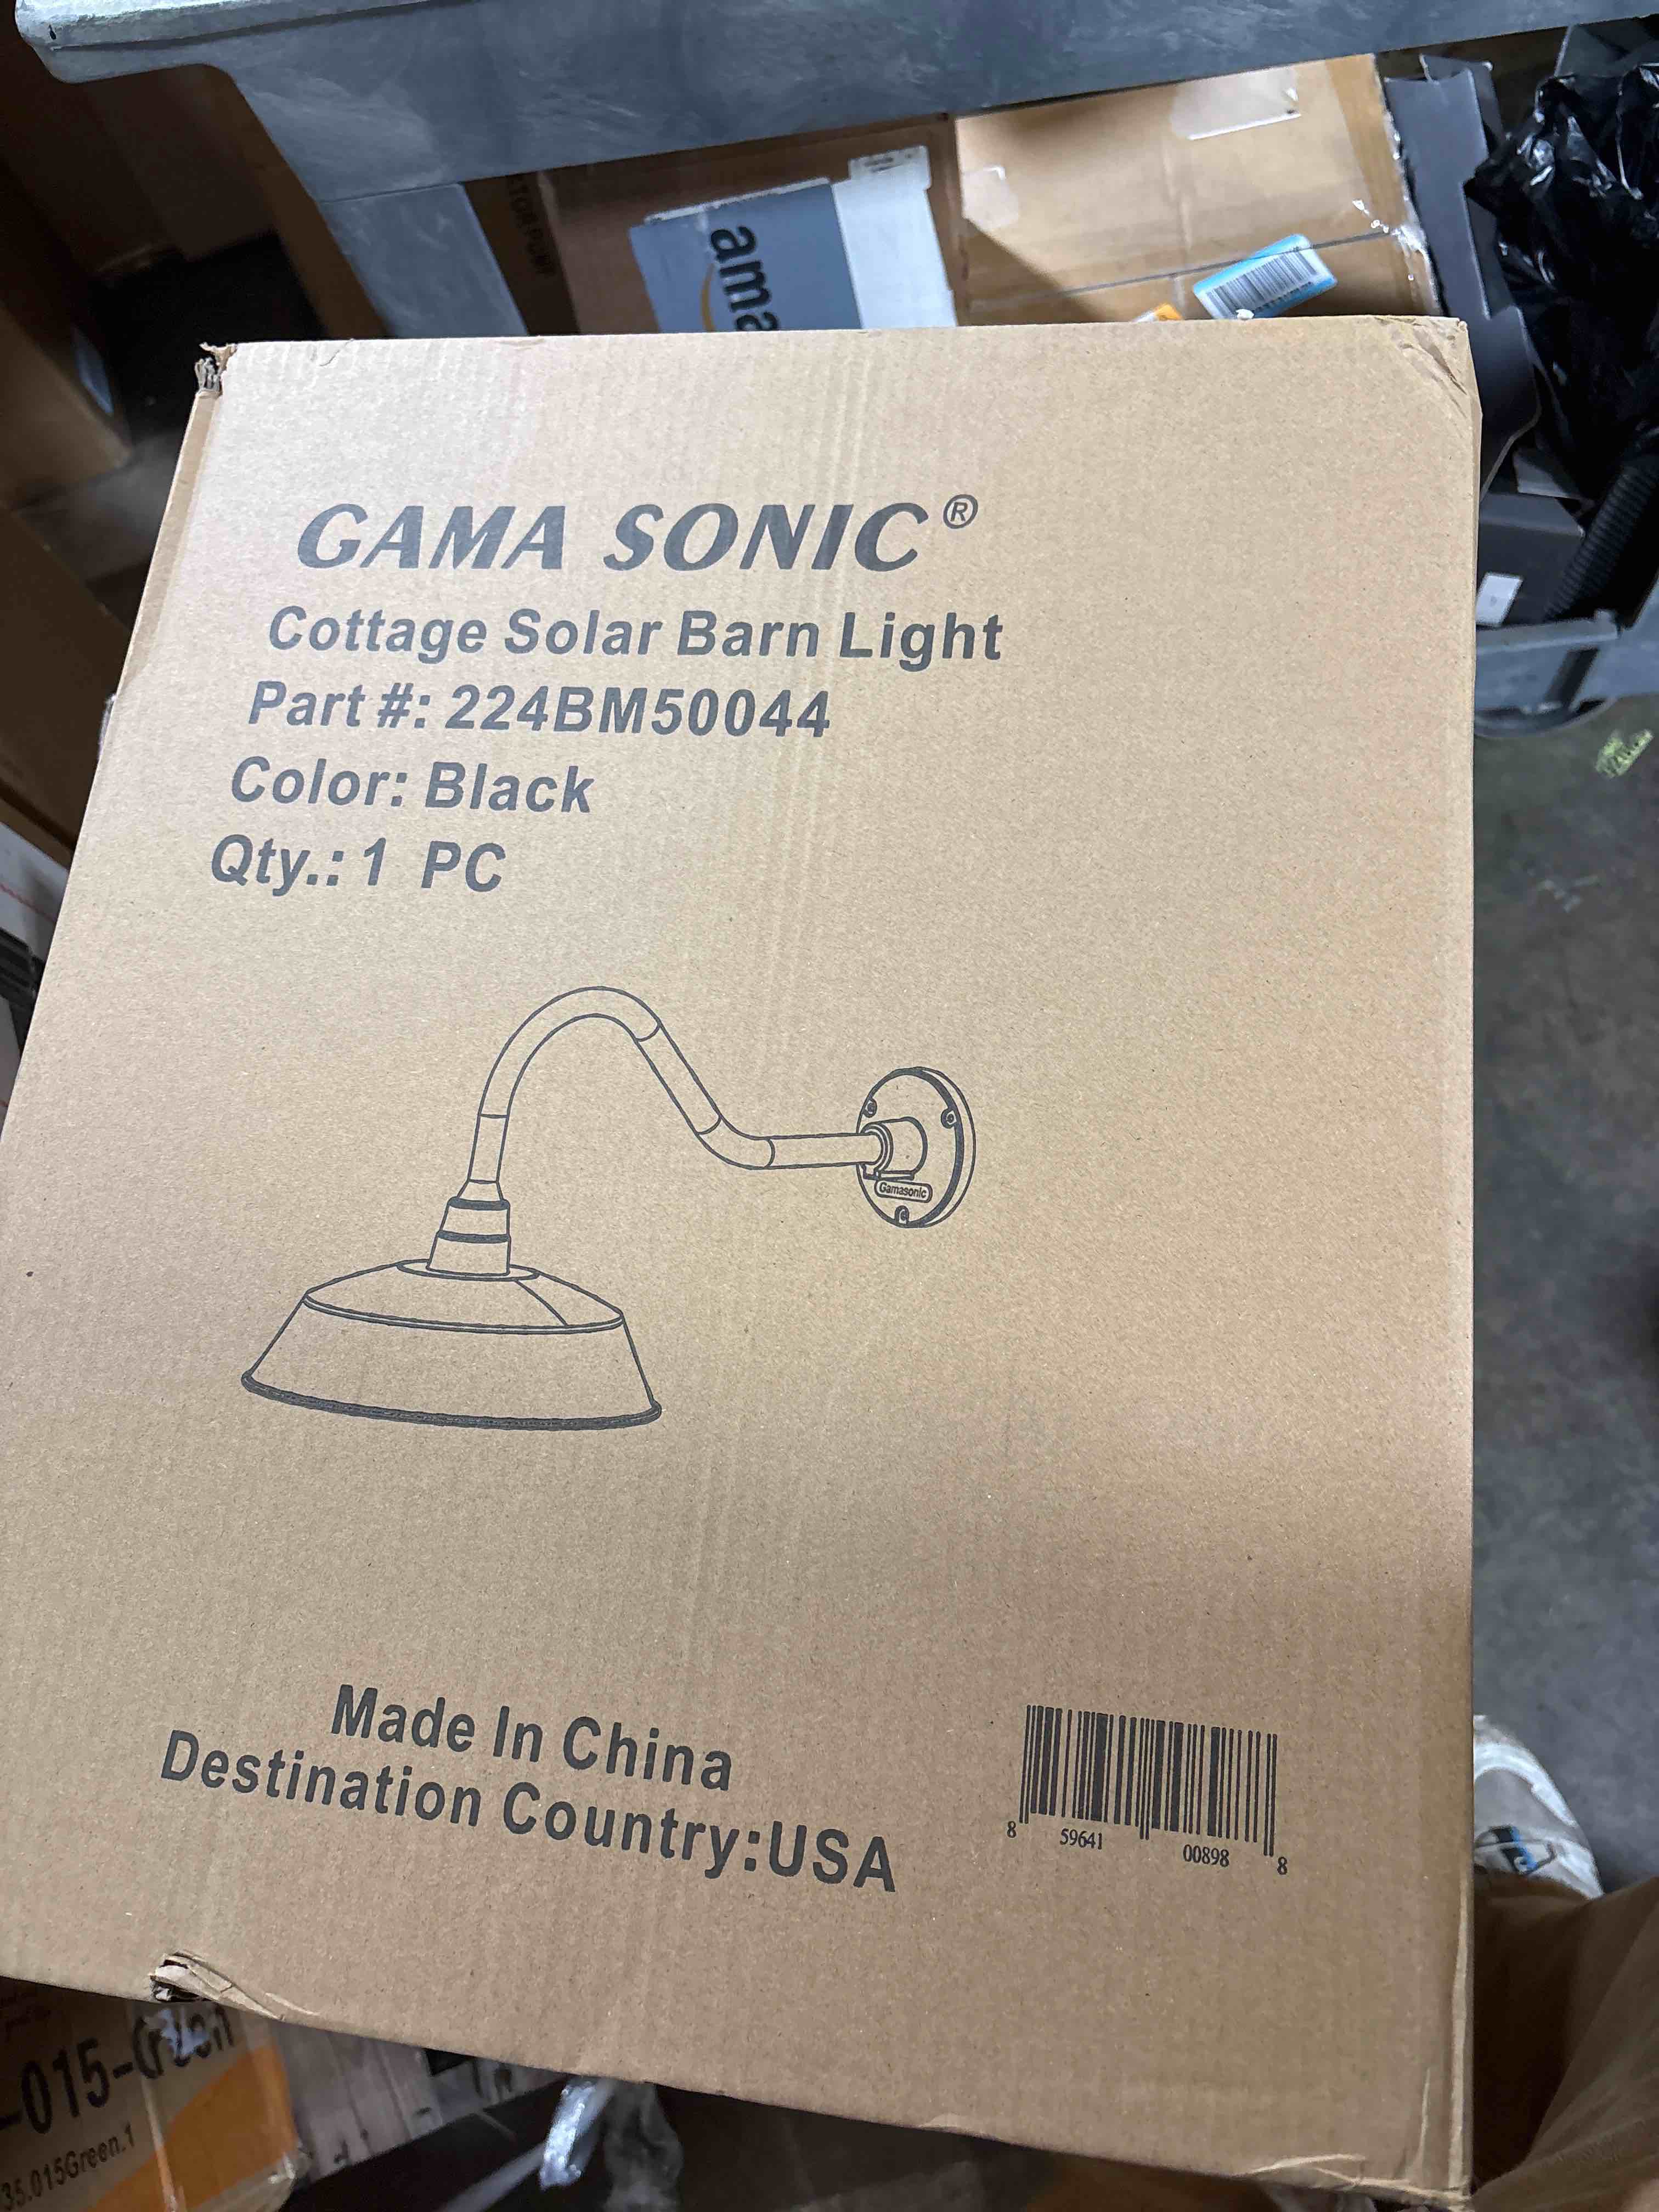 ama
GAMA SONIC®
Cottage Solar Barn Light
Part #: 224BM50044
Color: Black
Qty.: 1 PC
Gamasonic
Made In China
Destination Country:USA
8 59641 00898 8
-015-Green
35.015Green.1